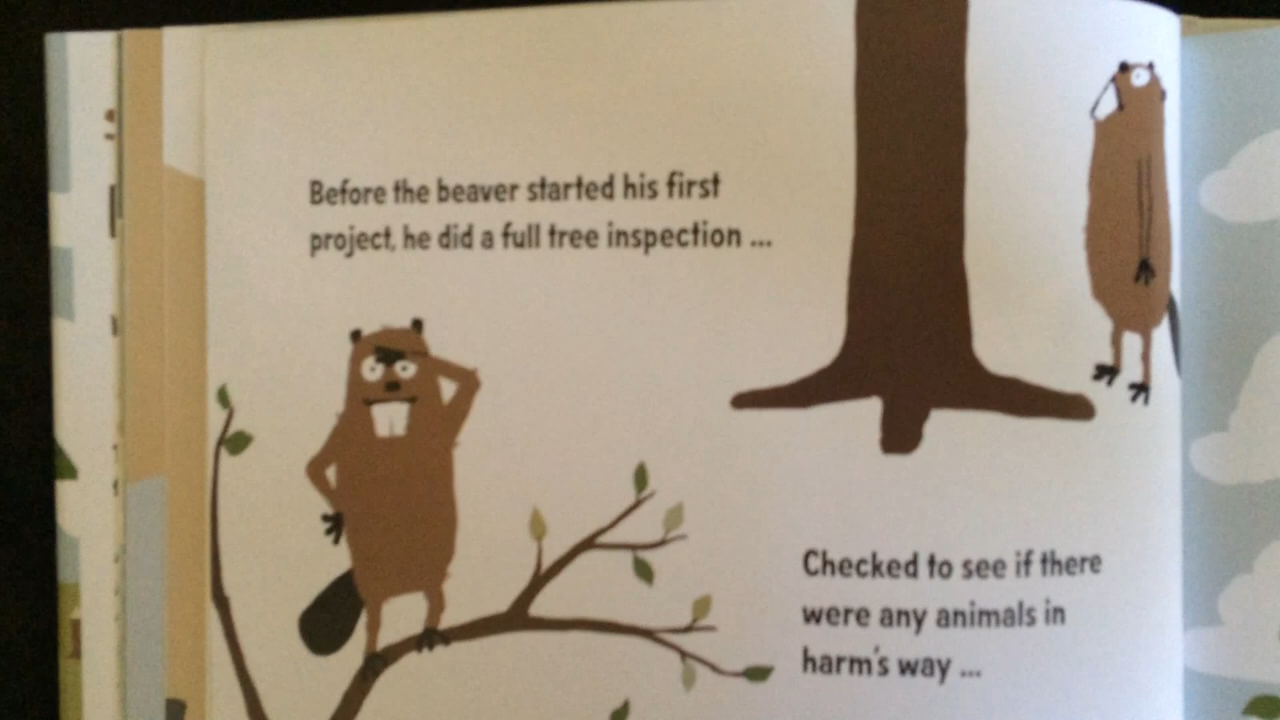 Before the beaver started his first
project, he did a full tree inspection ...
Checked to see if there
were any animals in
harm's way ...